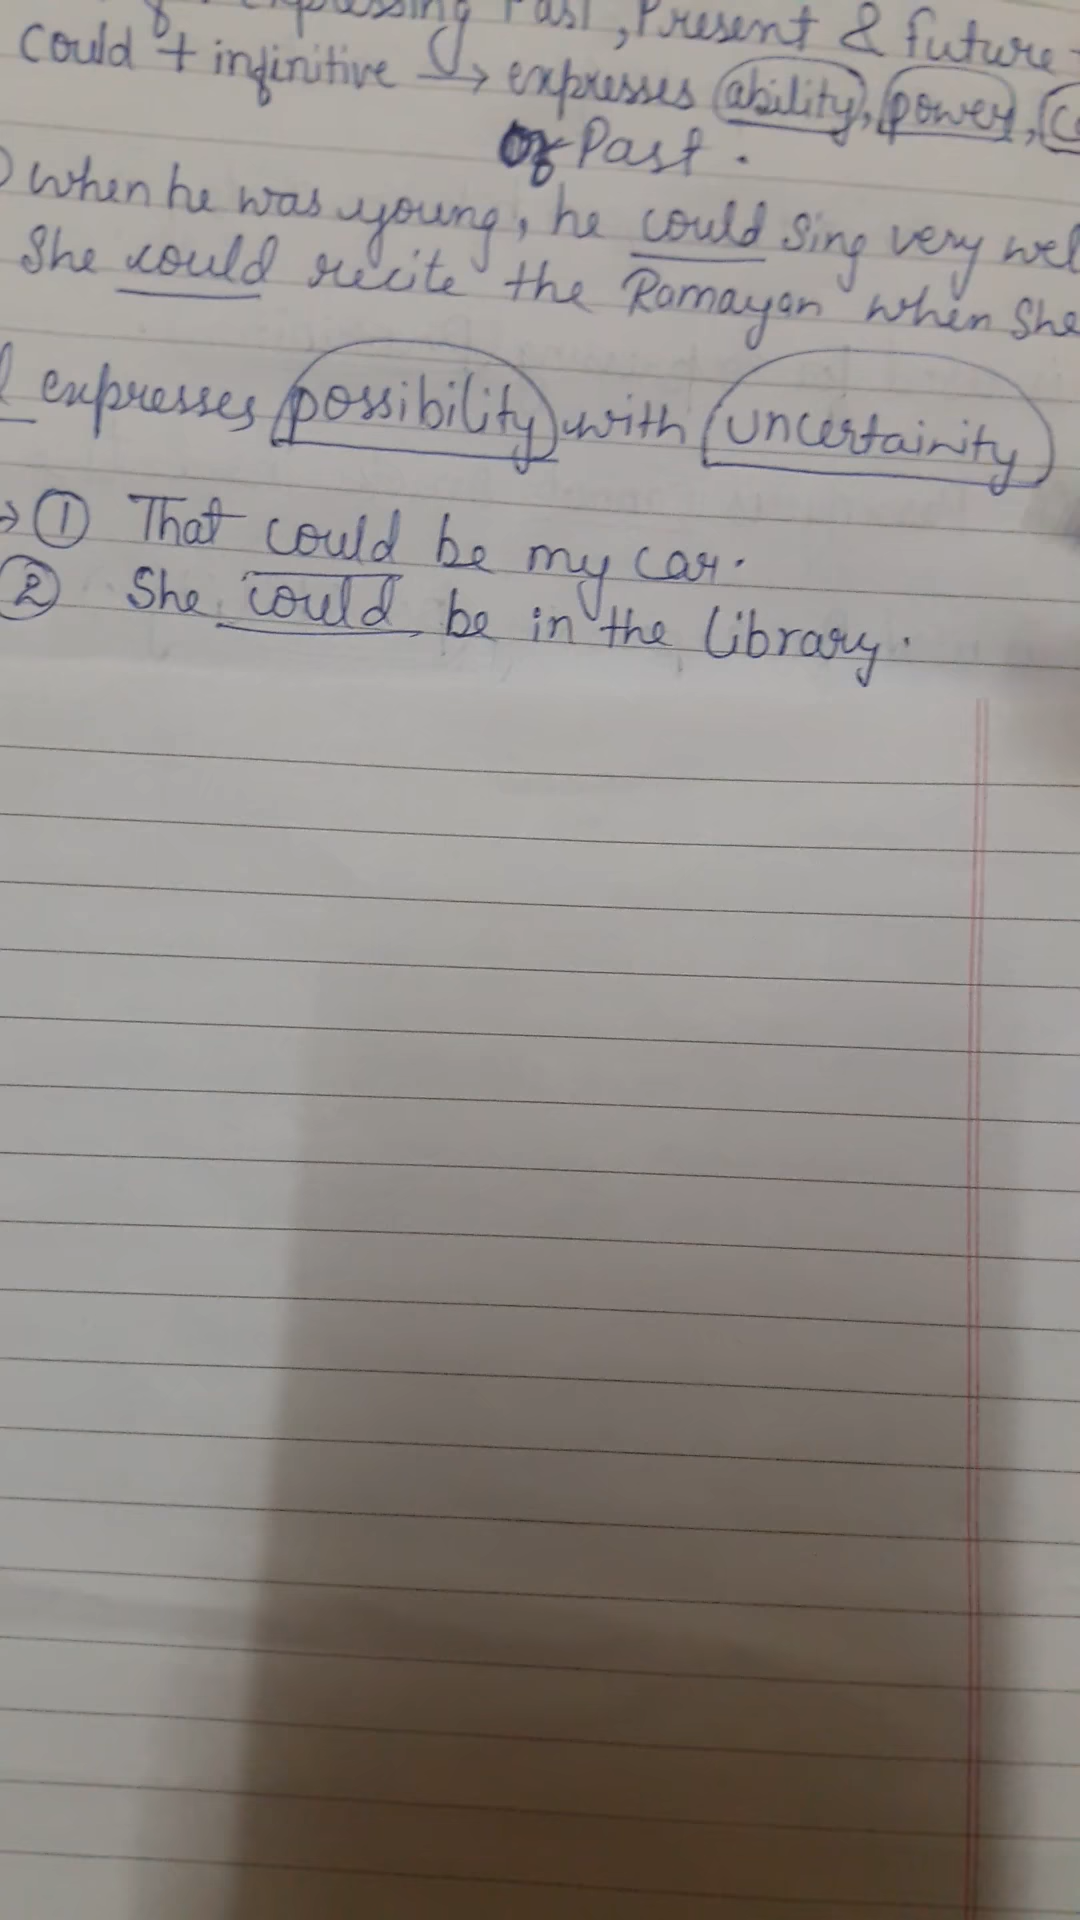 expressing Past, Present & future
could + infinitive → expresses ability, power,
of Past.
When he was young, he could sing very wel
She could recite the Ramayan when she
expresses possibility with uncertainity
→ ① That could be my car.
② She could be in the library.